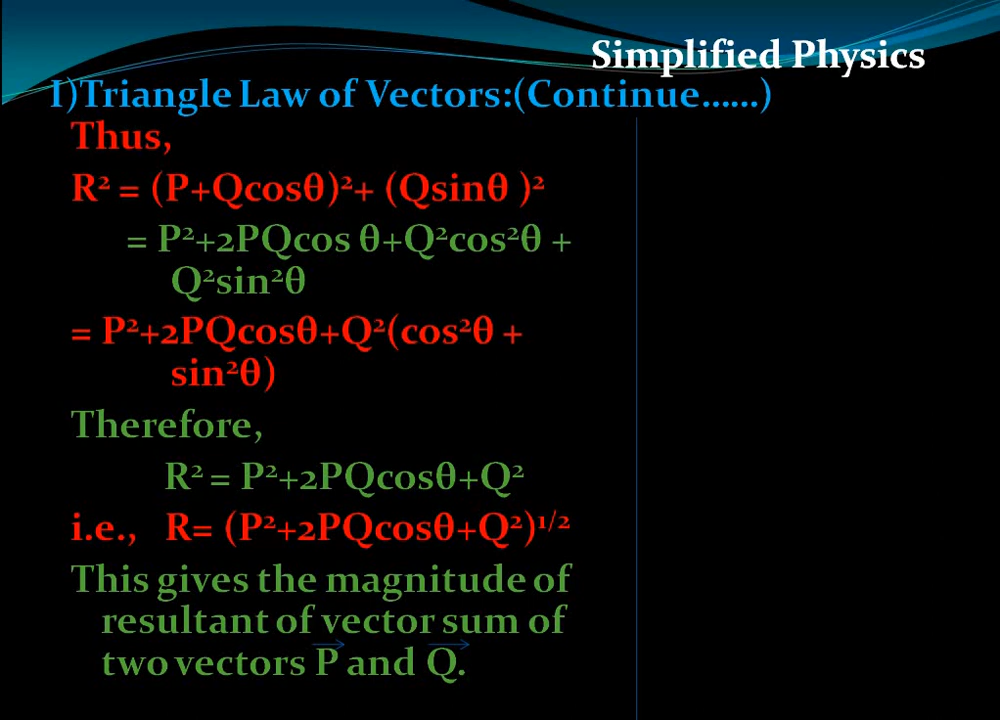 Simplified Physics
I)Triangle Law of Vectors:(Continue……)
Thus,
R² = (P+Qcosθ)²+ (Qsinθ )²
= P²+2PQcos θ+Q²cos²θ +
Q²sin²θ
= P²+2PQcosθ+Q²(cos²θ +
sin²θ)
Therefore,
R² = P²+2PQcosθ+Q²
i.e., R= (P²+2PQcosθ+Q²)¹/²
This gives the magnitude of
resultant of vector sum of
two vectors P⃗ and Q⃗.